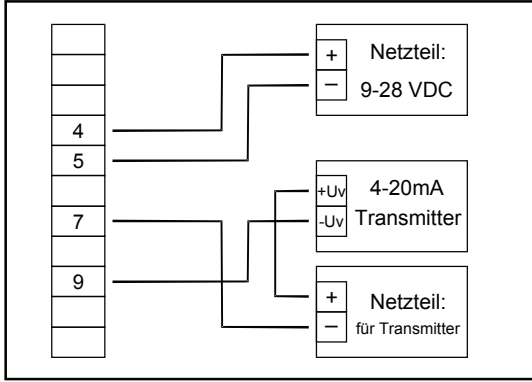 4
5
7
9
+
−
Netzteil:
9-28 VDC
+Uv
-Uv
4-20mA
Transmitter
+
−
Netzteil:
für Transmitter